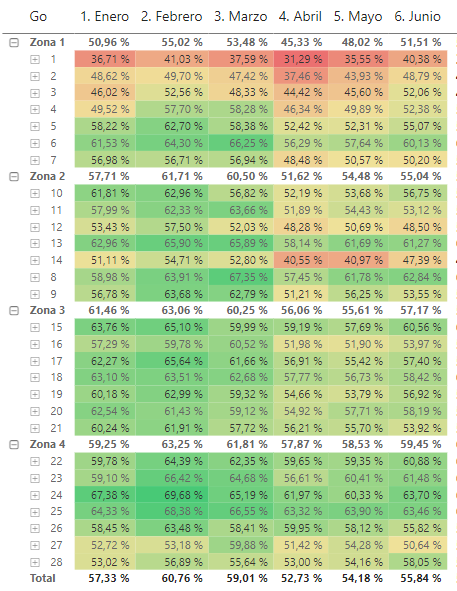 Go 1. Enero 2. Febrero 3. Marzo 4. Abril 5. Mayo 6. Junio
Zona 1 50,96 % 55,02 % 53,48 % 45,33 % 48,02 % 51,51 %
1 36,71 % 41,03 % 37,59 % 31,29 % 35,55 % 40,38 %
2 48,62 % 49,70 % 47,42 % 37,46 % 43,93 % 48,79 %
3 46,02 % 52,56 % 48,33 % 44,42 % 45,60 % 52,06 %
4 49,52 % 57,70 % 58,28 % 46,34 % 49,89 % 52,38 %
5 58,22 % 62,70 % 58,38 % 52,42 % 52,31 % 55,07 %
6 61,53 % 64,30 % 66,25 % 56,29 % 57,64 % 60,13 %
7 56,98 % 56,71 % 56,94 % 48,48 % 50,57 % 50,20 %
Zona 2 57,71 % 61,71 % 60,50 % 51,62 % 54,48 % 55,04 %
10 61,81 % 62,96 % 56,82 % 52,19 % 53,68 % 56,75 %
11 57,99 % 62,33 % 63,66 % 51,89 % 54,43 % 53,12 %
12 53,43 % 57,50 % 52,03 % 48,28 % 50,69 % 48,50 %
13 62,96 % 65,90 % 65,89 % 58,14 % 61,69 % 61,27 %
14 51,11 % 54,71 % 52,80 % 40,55 % 40,97 % 47,39 %
8 58,98 % 63,91 % 67,35 % 57,45 % 61,78 % 62,84 %
9 56,78 % 63,68 % 62,79 % 51,21 % 56,25 % 53,55 %
Zona 3 61,46 % 63,06 % 60,25 % 56,06 % 55,61 % 57,17 %
15 63,76 % 65,10 % 59,99 % 59,19 % 57,69 % 60,56 %
16 57,29 % 59,78 % 60,52 % 51,98 % 51,90 % 53,97 %
17 62,27 % 65,64 % 61,66 % 56,91 % 55,42 % 57,40 %
18 63,10 % 63,51 % 62,68 % 57,77 % 56,73 % 58,42 %
19 60,18 % 62,99 % 59,32 % 54,66 % 53,79 % 56,92 %
20 62,54 % 61,43 % 59,12 % 54,92 % 57,71 % 58,19 %
21 60,24 % 61,91 % 57,72 % 56,21 % 55,70 % 53,92 %
Zona 4 59,25 % 63,25 % 61,81 % 57,87 % 58,53 % 59,45 %
22 59,78 % 64,39 % 62,35 % 59,65 % 59,35 % 60,88 %
23 59,10 % 66,42 % 64,68 % 56,61 % 60,41 % 61,48 %
24 67,38 % 69,68 % 65,19 % 61,97 % 60,33 % 63,70 %
25 64,33 % 68,38 % 66,55 % 63,32 % 63,90 % 63,46 %
26 58,45 % 63,48 % 58,41 % 59,95 % 58,12 % 55,82 %
27 52,72 % 53,18 % 59,88 % 51,42 % 54,28 % 50,64 %
28 53,02 % 56,89 % 55,64 % 53,00 % 54,16 % 58,05 %
Total 57,33 % 60,76 % 59,01 % 52,73 % 54,18 % 55,84 %